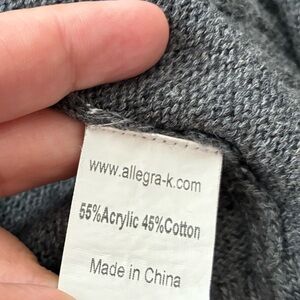 www.allegra-k.com
55%Acrylic 45%Cotton
Made in China